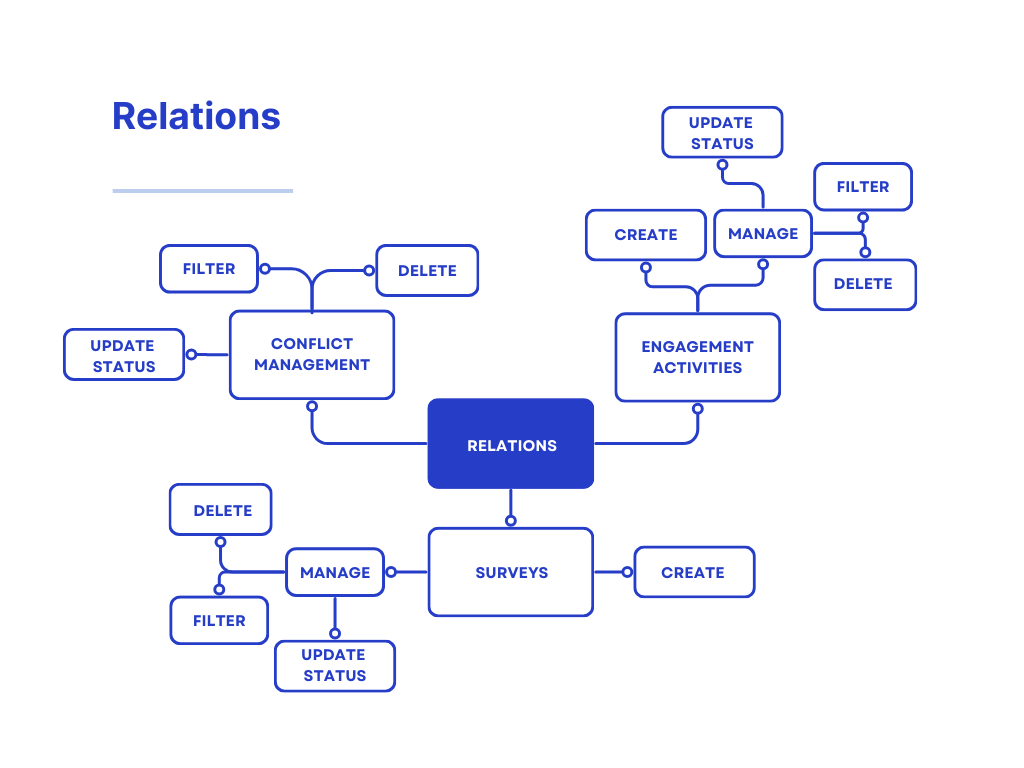 Relations
UPDATE
STATUS
FILTER
CREATE
MANAGE
DELETE
FILTER
DELETE
CONFLICT
MANAGEMENT
UPDATE
STATUS
ENGAGEMENT
ACTIVITIES
RELATIONS
DELETE
MANAGE
SURVEYS
CREATE
FILTER
UPDATE
STATUS